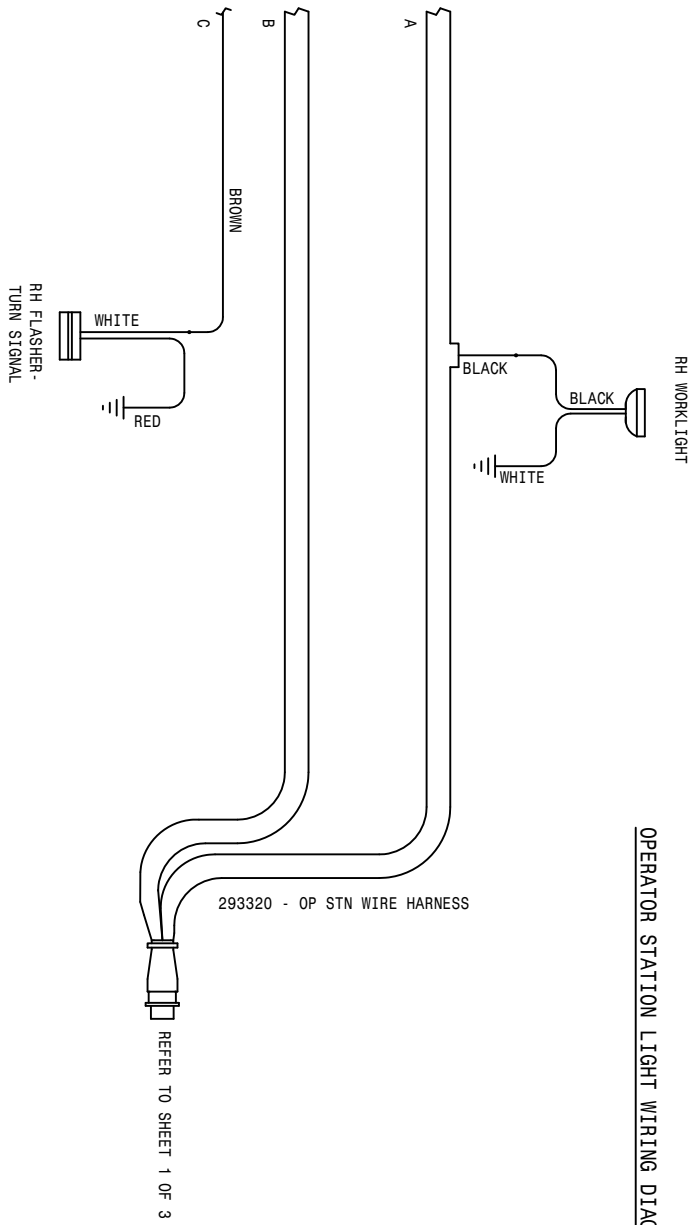 OPERATOR STATION LIGHT WIRING DIAG
RH WORKLIGHT
BLACK
BLACK
WHITE
A
B
C
BROWN
WHITE
RED
RH FLASHER-
TURN SIGNAL
293320 - OP STN WIRE HARNESS
REFER TO SHEET 1 OF 3